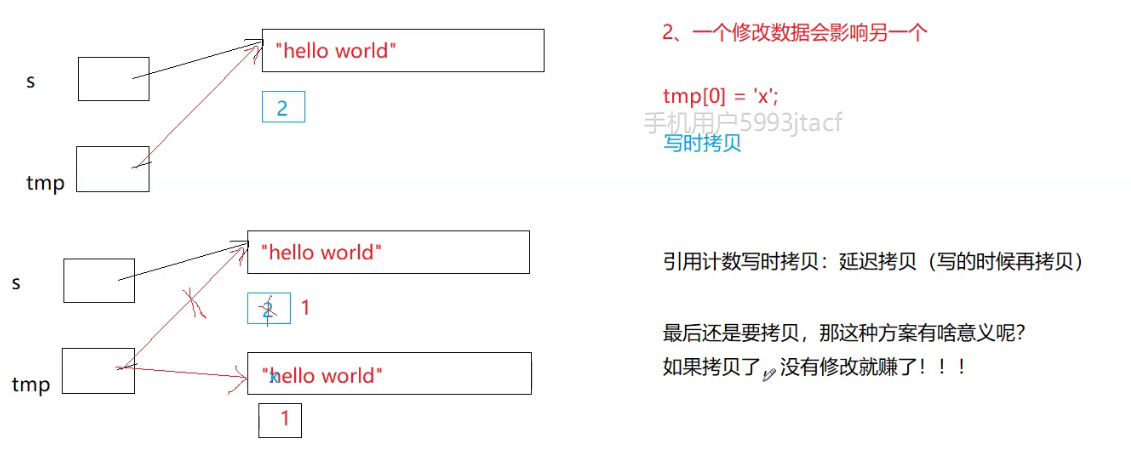 "hello world"
s
2
tmp
2、一个修改数据会影响另一个
tmp[0] = 'x';
手机用户5993jtacf
写时拷贝
"hello world"
s
2 1
tmp
x
"hello world"
1
引用计数写时拷贝：延迟拷贝（写的时候再拷贝）
最后还是要拷贝，那这种方案有啥意义呢？
如果拷贝了，没有修改就赚了！！！